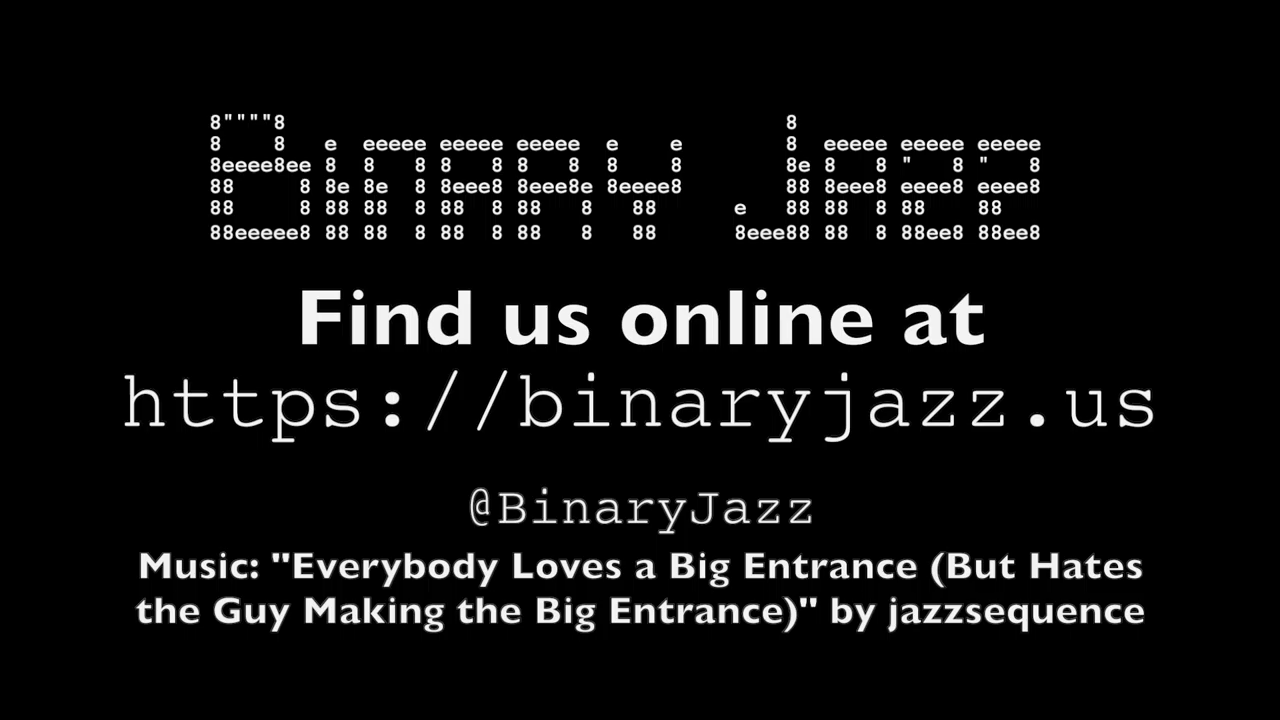 Binary Jazz
Find us online at
https://binaryjazz.us
@BinaryJazz
Music: "Everybody Loves a Big Entrance (But Hates
the Guy Making the Big Entrance)" by jazzsequence